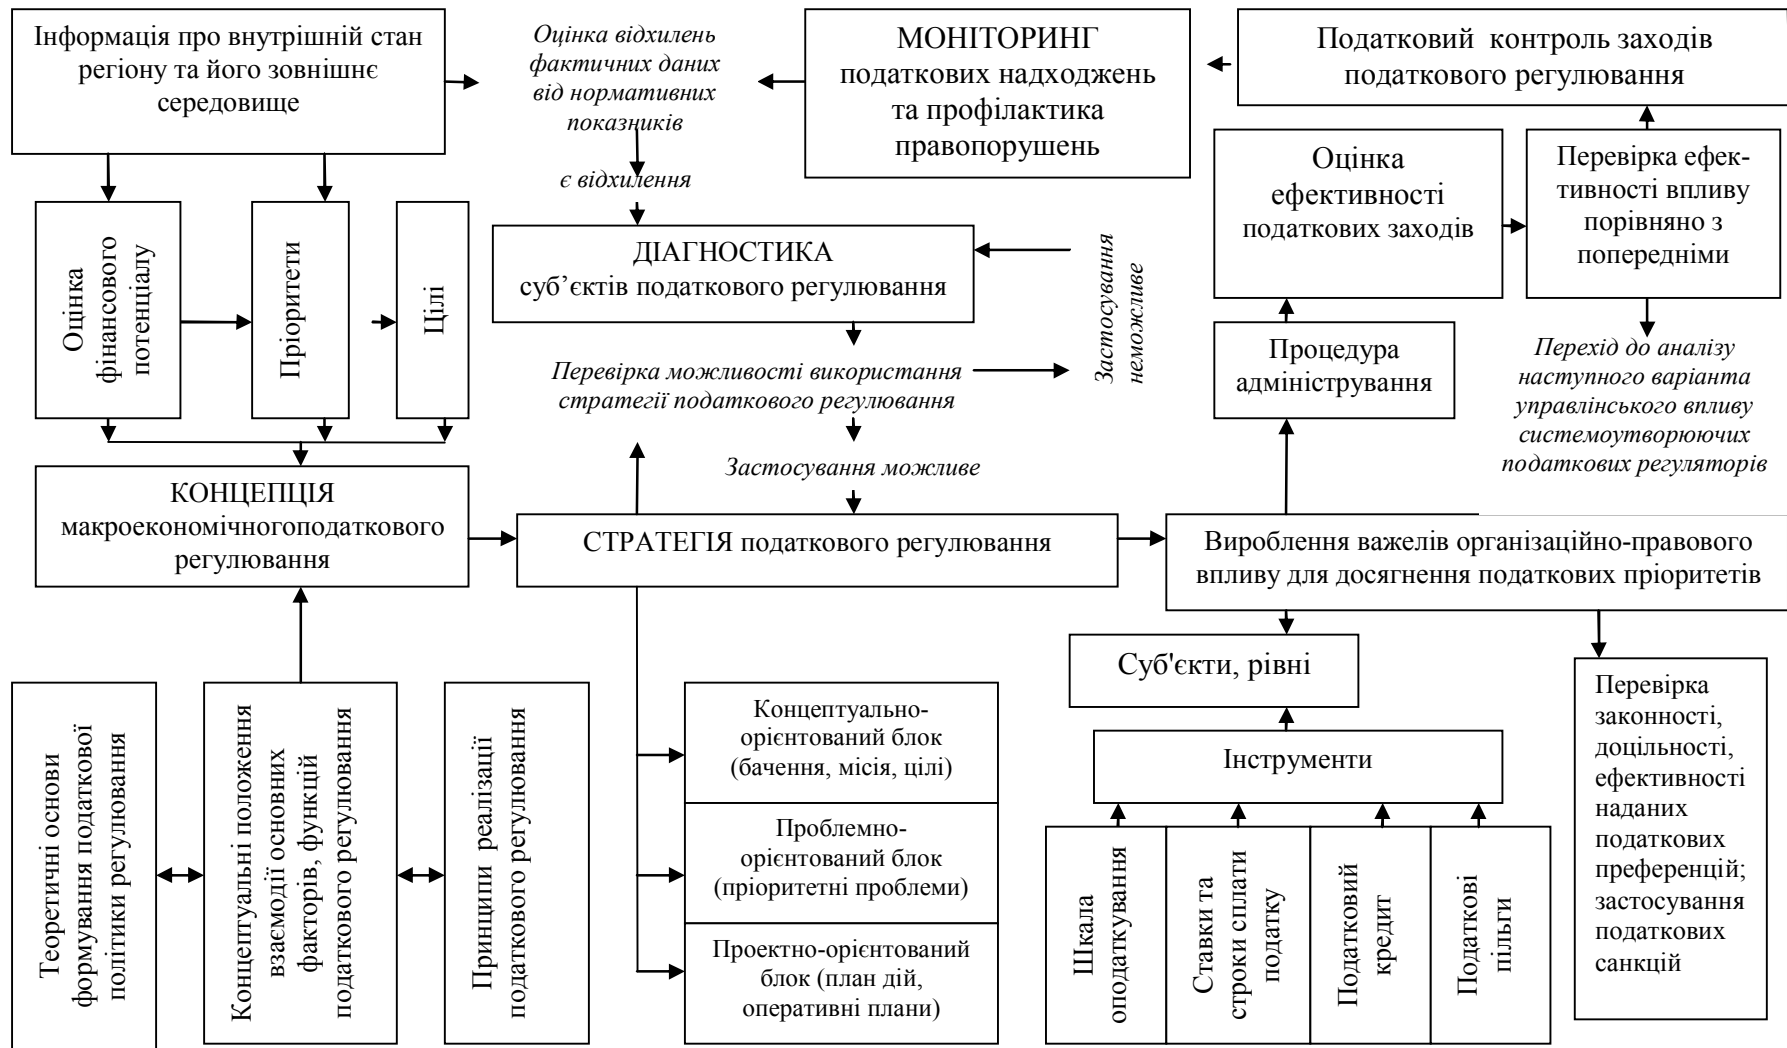 Інформація про внутрішній стан
регіону та його зовнішнє
середовище
Оцінка відхилень
фактичних даних
від нормативних
показників
МОНІТОРИНГ
податкових надходжень
та профілактика
правопорушень
Податковий контроль заходів
податкового регулювання
є відхилення
Оцінка
ефективності
податкових заходів
Перевірка ефек-
тивності впливу
порівняно з
попередніми
Оцінка
фінансового
потенціалу
Пріоритети
Цілі
ДІАГНОСТИКА
суб’єктів податкового регулювання
Застосування
неможливе
Процедура
адміністрування
Перехід до аналізу
наступного варіанта
управлінського впливу
системоутворюючих
податкових регуляторів
Перевірка можливості використання
стратегії податкового регулювання
Застосування можливе
КОНЦЕПЦІЯ
макроекономічногоподаткового
регулювання
СТРАТЕГІЯ податкового регулювання
Вироблення важелів організаційно-правового
впливу для досягнення податкових пріоритетів
Суб'єкти, рівні
Інструменти
Теоретичні основи
формування податкової
політики регулювання
Концептуальні положення
взаємодії основних
факторів, функцій
податкового регулювання
Принципи реалізації
податкового регулювання
Концептуально-
орієнтований блок
(бачення, місія, цілі)
Проблемно-
орієнтований блок
(пріоритетні проблеми)
Проектно-орієнтований
блок (план дій,
оперативні плани)
Шкала
оподаткування
Ставки та
строки сплати
податку
Податковий
кредит
Податкові
пільги
Перевірка
законності,
доцільності,
ефективності
наданих
податкових
преференцій;
застосування
податкових
санкцій